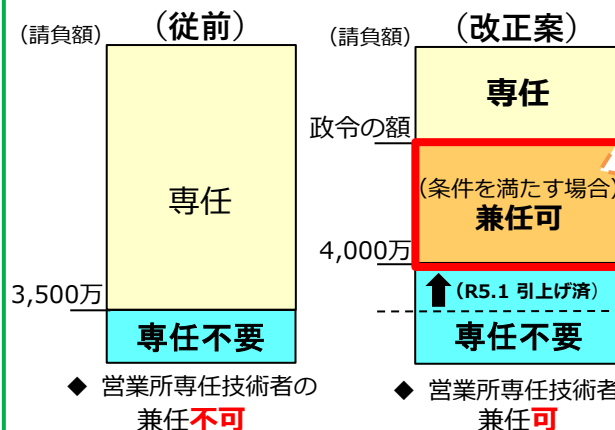 (従前)
(請負額)
専任
3,500万
専任不要
◆ 営業所専任技術者の
兼任不可
(改正案)
(請負額)
専任
政令の額
(条件を満たす場合)
兼任可
4,000万
(R5.1 引上げ済)
専任不要
◆ 営業所専任技術者
兼任可